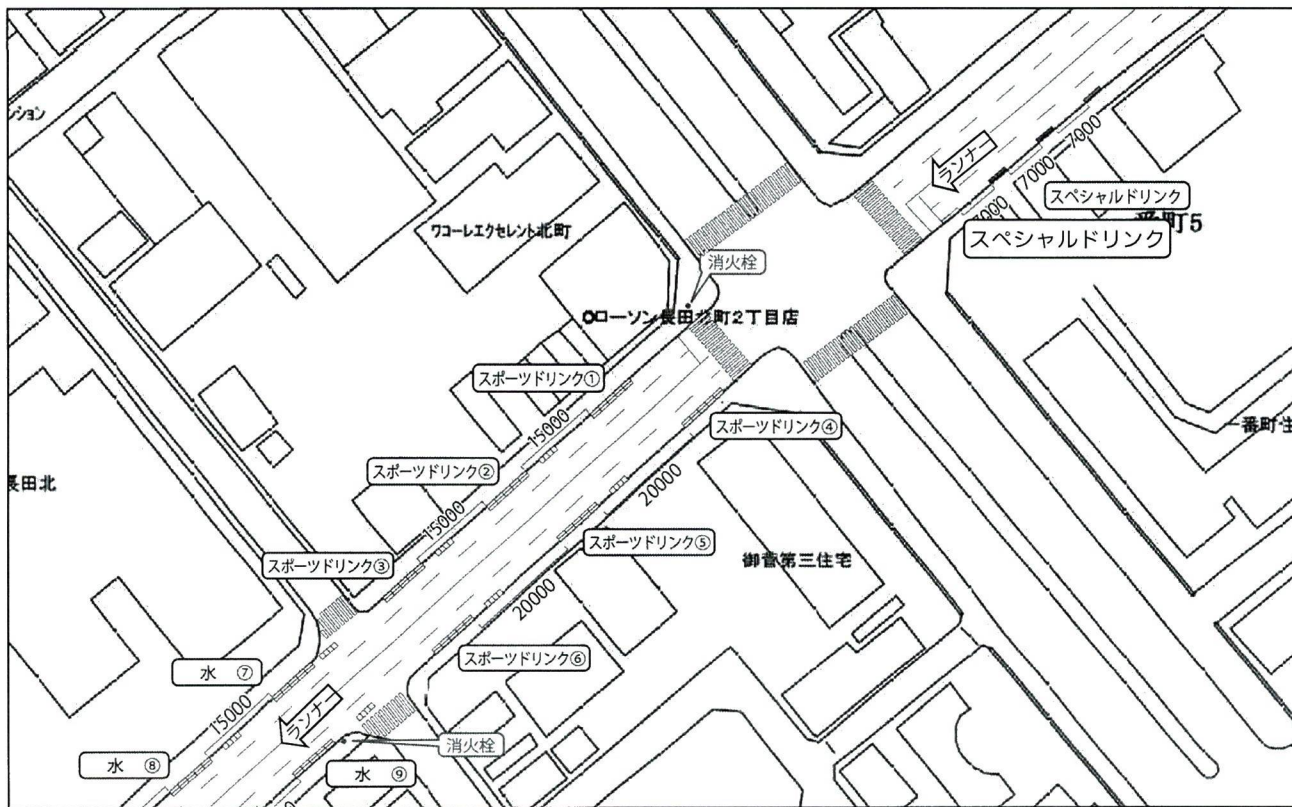 ション
ランナー
7000
7000
7000
スペシャルドリンク
スペシャルドリンク
町5
ワコーレエクセレント北町
消火栓
ローソン長田北町2丁目店
スポーツドリンク①
15000
スポーツドリンク④
一番町住
スポーツドリンク②
長田北
20000
15000
スポーツドリンク⑤
御菅第三住宅
スポーツドリンク③
20000
スポーツドリンク⑥
水 ⑦
15000
ランナー
消火栓
水 ⑧
水 ⑨